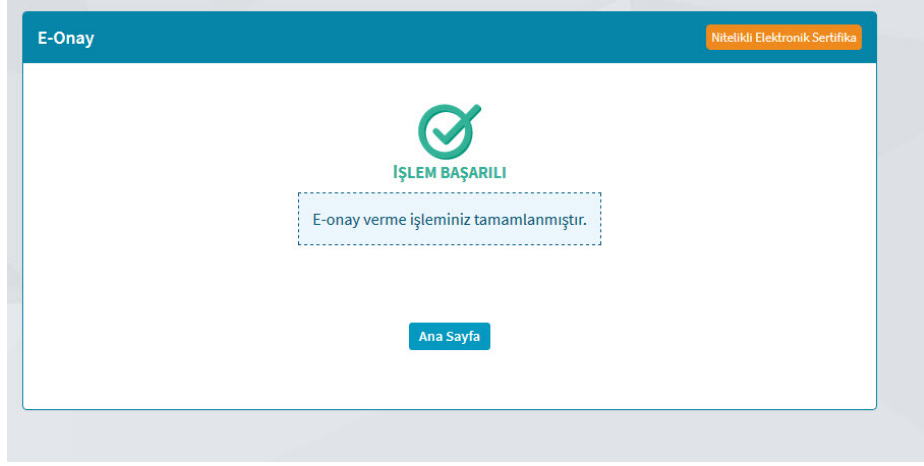 E-Onay
Nitelikli Elektronik Sertifika
İŞLEM BAŞARILI
E-onay verme işleminiz tamamlanmıştır.
Ana Sayfa